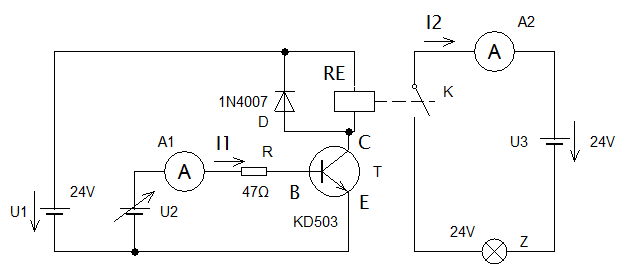 I2
A2
A
RE
1N4007
D
K
A1
I1
C
U3
24V
A
R
T
24V
47Ω
B
E
U1
U2
KD503
24V
Z